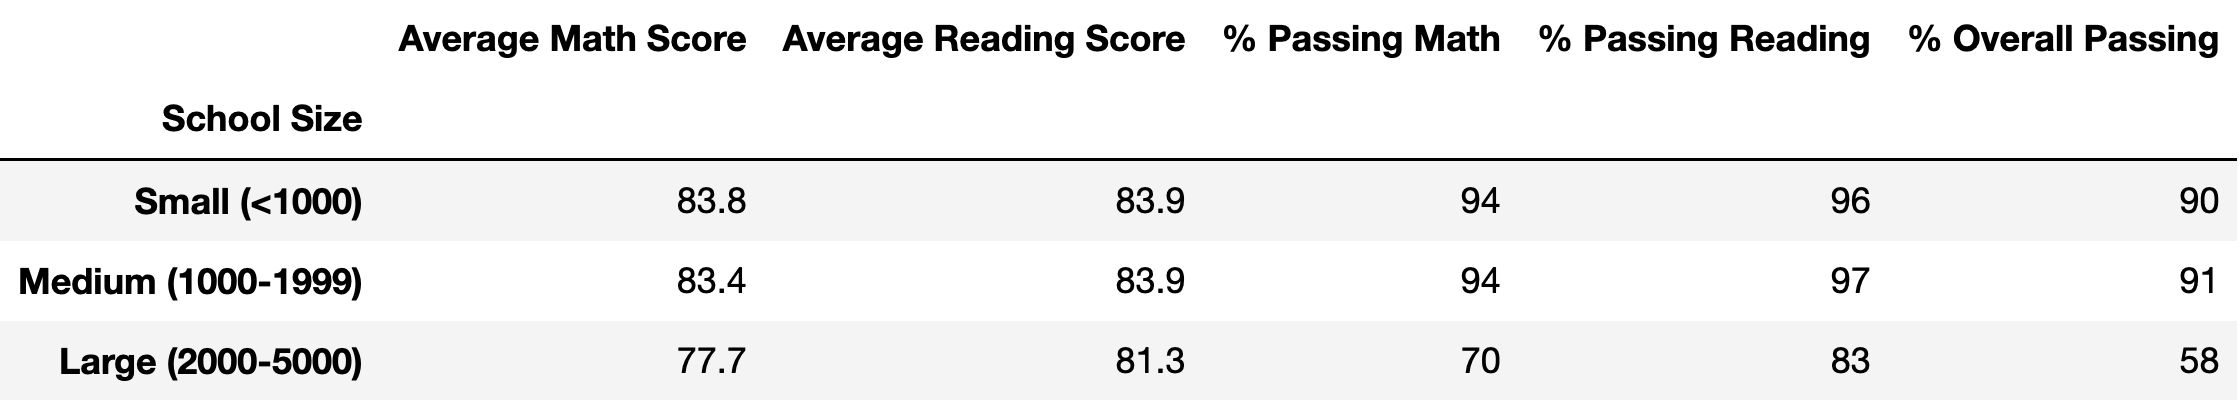 Average Math Score Average Reading Score % Passing Math % Passing Reading % Overall Passing
School Size
Small (<1000) 83.8 83.9 94 96 90
Medium (1000-1999) 83.4 83.9 94 97 91
Large (2000-5000) 77.7 81.3 70 83 58